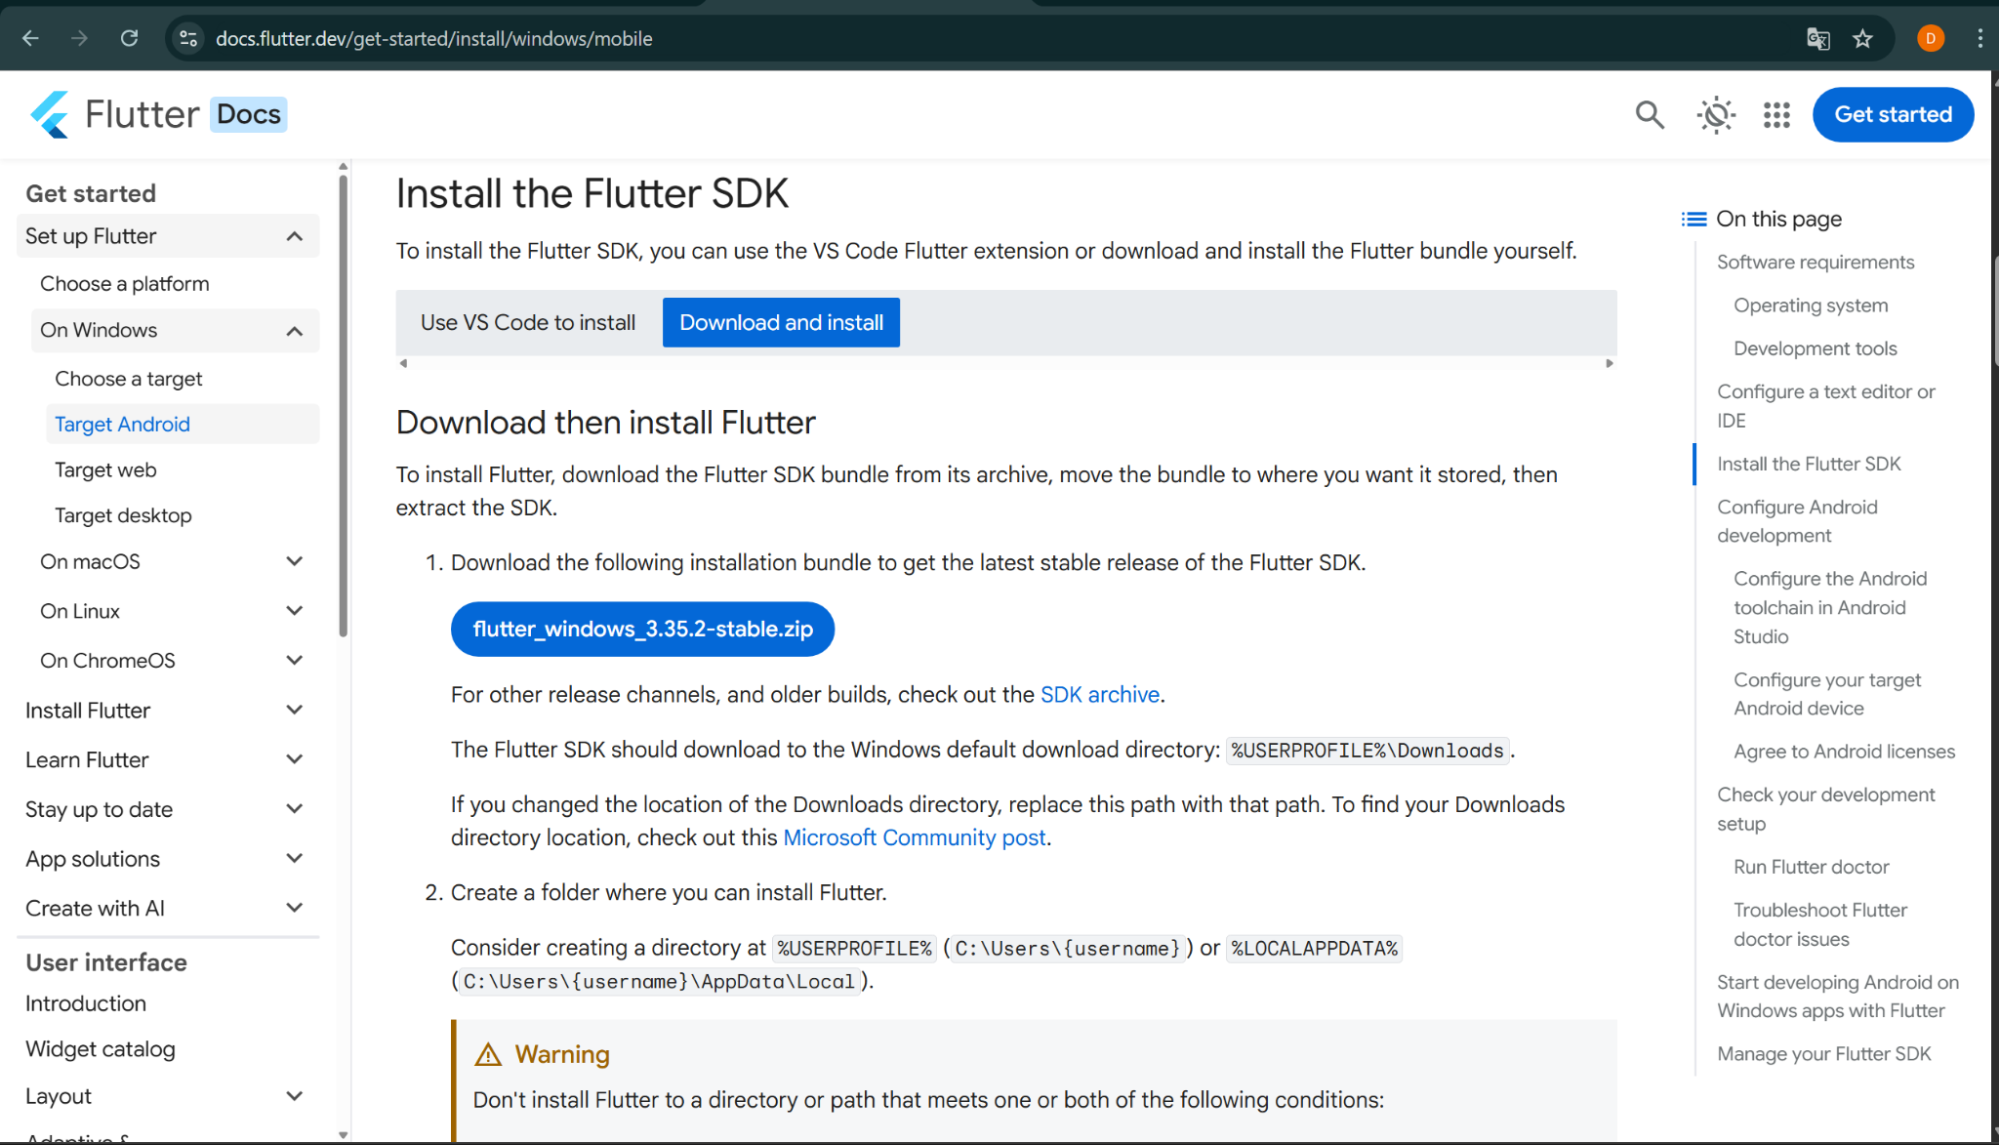 docs.flutter.dev/get-started/install/windows/mobile
D
Flutter Docs
Get started
Get started
Set up Flutter
Choose a platform
On Windows
Choose a target
Target Android
Target web
Target desktop
On macOS
On Linux
On ChromeOS
Install Flutter
Learn Flutter
Stay up to date
App solutions
Create with AI
User interface
Introduction
Widget catalog
Layout
Adaptive &
Install the Flutter SDK
To install the Flutter SDK, you can use the VS Code Flutter extension or download and install the Flutter bundle yourself.
Use VS Code to install
Download and install
Download then install Flutter
To install Flutter, download the Flutter SDK bundle from its archive, move the bundle to where you want it stored, then
extract the SDK.
1. Download the following installation bundle to get the latest stable release of the Flutter SDK.
flutter_windows_3.35.2-stable.zip
For other release channels, and older builds, check out the SDK archive.
The Flutter SDK should download to the Windows default download directory: %USERPROFILE%\Downloads.
If you changed the location of the Downloads directory, replace this path with that path. To find your Downloads
directory location, check out this Microsoft Community post.
2. Create a folder where you can install Flutter.
Consider creating a directory at %USERPROFILE% (C:\Users\{username}) or %LOCALAPPDATA%
(C:\Users\{username}\AppData\Local).
Warning
Don't install Flutter to a directory or path that meets one or both of the following conditions:
On this page
Software requirements
Operating system
Development tools
Configure a text editor or
IDE
Install the Flutter SDK
Configure Android
development
Configure the Android
toolchain in Android
Studio
Configure your target
Android device
Agree to Android licenses
Check your development
setup
Run Flutter doctor
Troubleshoot Flutter
doctor issues
Start developing Android on
Windows apps with Flutter
Manage your Flutter SDK